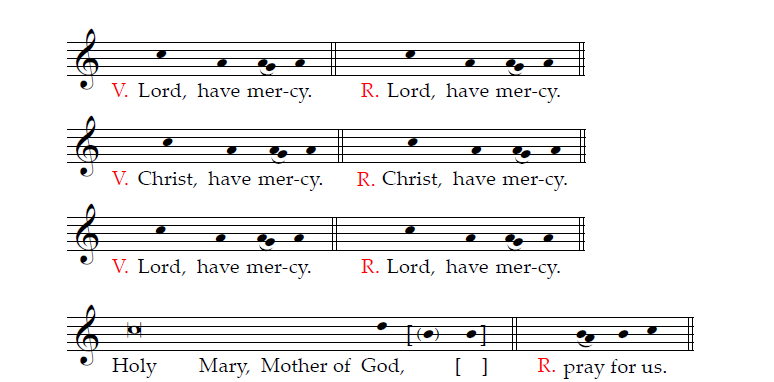 V. Lord, have mer-cy. R. Lord, have mer-cy.
V. Christ, have mer-cy. R. Christ, have mer-cy.
V. Lord, have mer-cy. R. Lord, have mer-cy.
Holy Mary, Mother of God, [ ] R. pray for us.